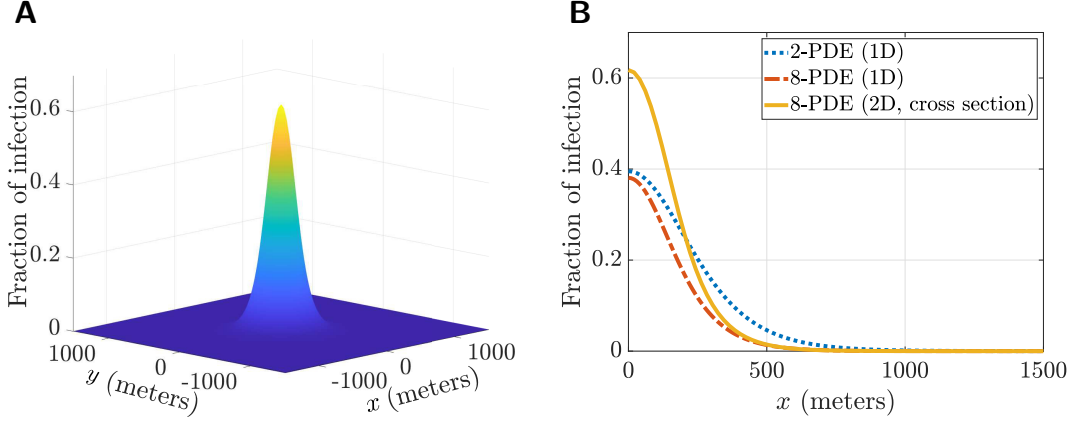 A
Fraction of infection
0.6
0.4
0.2
0
1000
0
-1000
y (meters)
-1000
0
1000
x (meters)
B
Fraction of infection
0.6
0.4
0.2
0
2-PDE (1D)
8-PDE (1D)
8-PDE (2D, cross section)
0
500
1000
1500
x (meters)